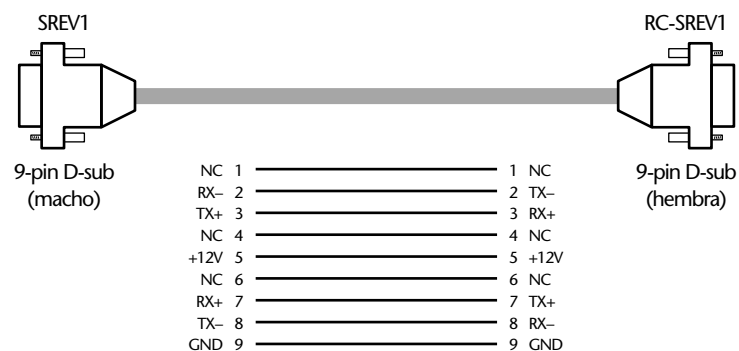 SREV1
RC-SREV1
9-pin D-sub
(macho)
9-pin D-sub
(hembra)
NC 1 1 NC
RX– 2 2 TX–
TX+ 3 3 RX+
NC 4 4 NC
+12V 5 5 +12V
NC 6 6 NC
RX+ 7 7 TX+
TX– 8 8 RX–
GND 9 9 GND